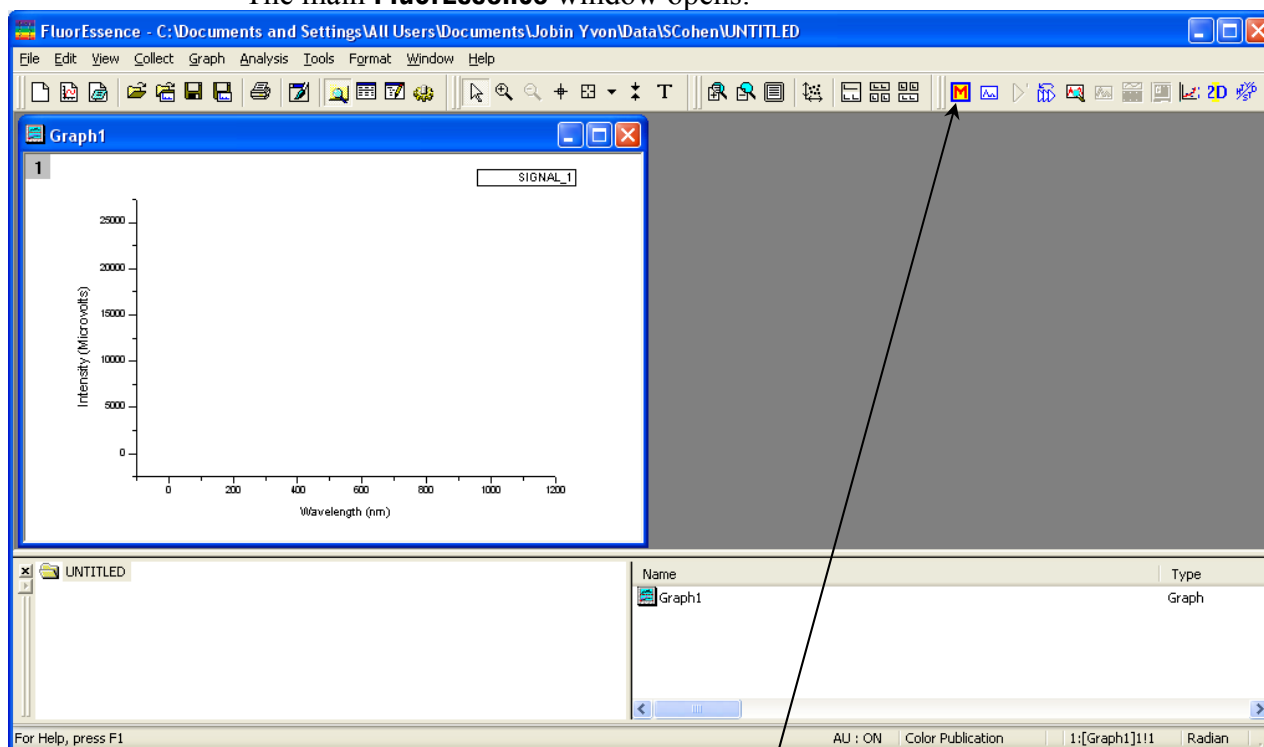 The main FluorEssence window opens.
FluorEssence - C:\Documents and Settings\All Users\Documents\Jobin Yvon\Data\SCohen\UNTITLED
File Edit View Collect Graph Analysis Tools Format Window Help
T M 2D
Graph1
1
SIGNAL_1
25000
20000
15000
10000
5000
0
Intensity (Microvolts)
0 200 400 600 800 1000 1200
Wavelength (nm)
UNTITLED
Name Type
Graph1 Graph
For Help, press F1 AU : ON Color Publication 1:[Graph1]1!1 Radian